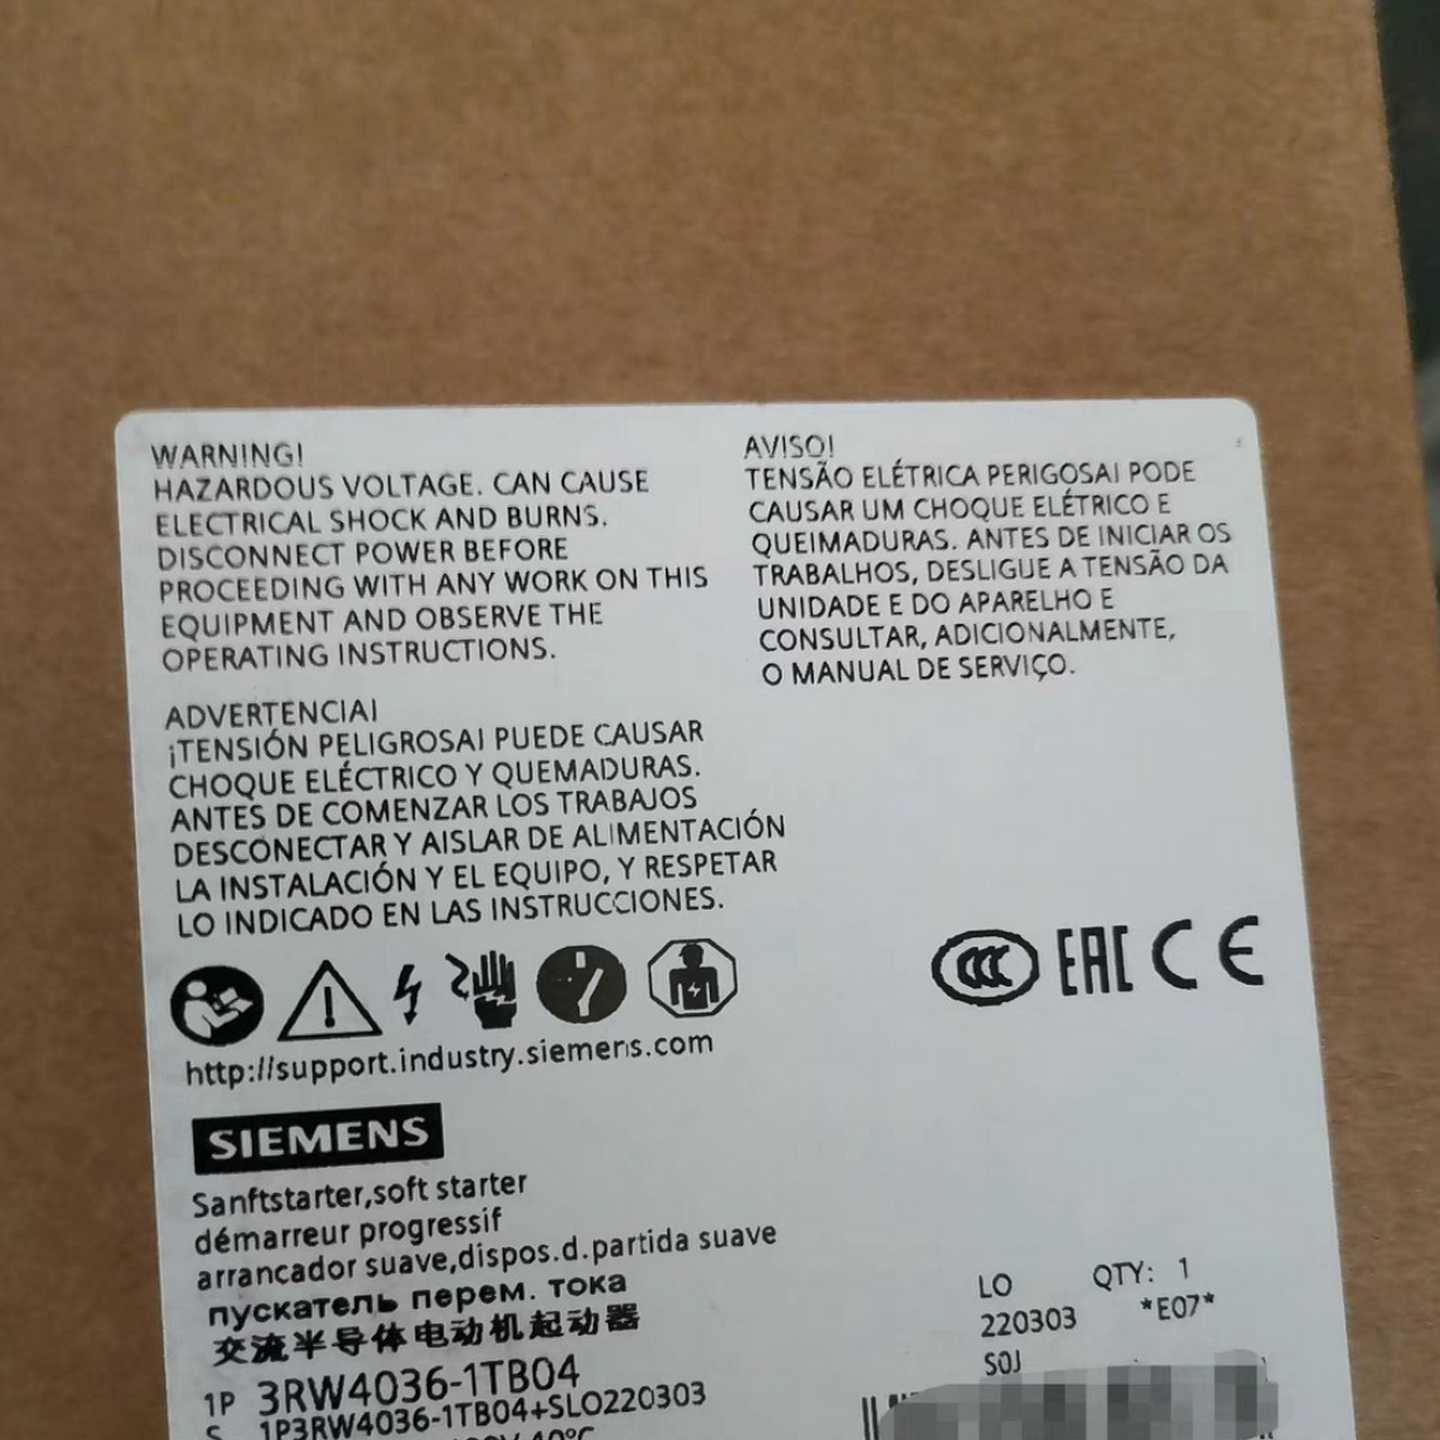 WARNING!
HAZARDOUS VOLTAGE. CAN CAUSE
ELECTRICAL SHOCK AND BURNS.
DISCONNECT POWER BEFORE
PROCEEDING WITH ANY WORK ON THIS
EQUIPMENT AND OBSERVE THE
OPERATING INSTRUCTIONS.
AVISO!
TENSÃO ELÉTRICA PERIGOSA! PODE
CAUSAR UM CHOQUE ELÉTRICO E
QUEIMADURAS. ANTES DE INICIAR OS
TRABALHOS, DESLIGUE A TENSÃO DA
UNIDADE E DO APARELHO E
CONSULTAR, ADICIONALMENTE,
O MANUAL DE SERVIÇO.
ADVERTENCIA!
¡TENSIÓN PELIGROSA! PUEDE CAUSAR
CHOQUE ELÉCTRICO Y QUEMADURAS.
ANTES DE COMENZAR LOS TRABAJOS
DESCONECTAR Y AISLAR DE ALIMENTACIÓN
LA INSTALACIÓN Y EL EQUIPO, Y RESPETAR
LO INDICADO EN LAS INSTRUCCIONES.
CCC EAC CE
http://support.industry.siemens.com
SIEMENS
Sanftstarter,soft starter
démarreur progressif
arrancador suave,dispos.d.partida suave
пускатель перем. тока
交流半导体电动机起动器
1P 3RW4036-1TB04
S 1P3RW4036-1TB04+SLO220303
40°C
LO QTY: 1
220303 *E07*
S0J